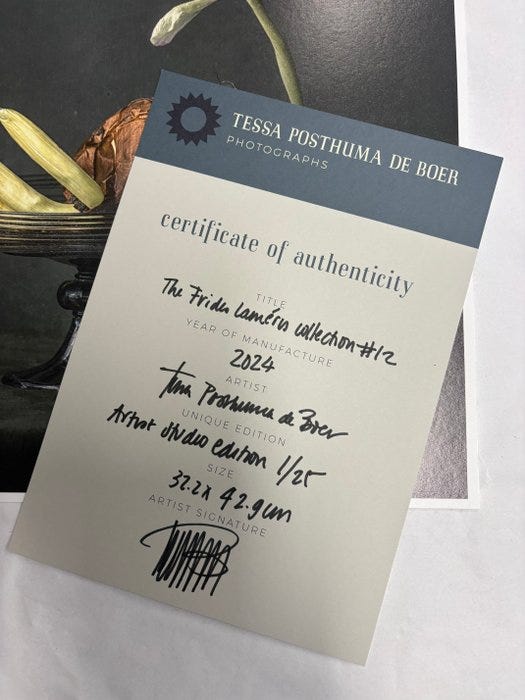 TESSA POSTHUMA DE BOER
PHOTOGRAPHS
certificate of authenticity
TITLE
The Frida Lamérus collection #12
YEAR OF MANUFACTURE
2024
ARTIST
Tessa Posthuma de Boer
UNIQUE EDITION
Artist studio edition 1/25
SIZE
32.2 x 42.9 cm
ARTIST SIGNATURE